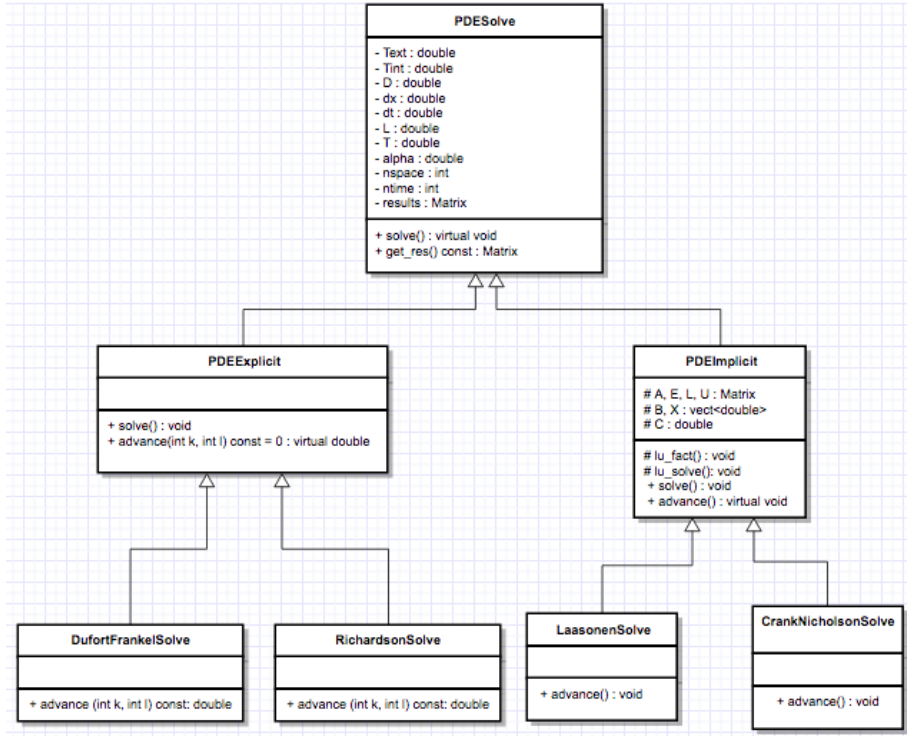 PDESolve
- Text : double
- Tint : double
- D : double
- dx : double
- dt : double
- L : double
- T : double
- alpha : double
- nspace : int
- ntime : int
- results : Matrix
+ solve() : virtual void
+ get_res() const : Matrix
PDEExplicit
+ solve() : void
+ advance(int k, int l) const = 0 : virtual double
PDEImplicit
# A, E, L, U : Matrix
# B, X : vect<double>
# C : double
# lu_fact() : void
# lu_solve(): void
+ solve() : void
+ advance() : virtual void
DufortFrankelSolve
+ advance (int k, int l) const: double
RichardsonSolve
+ advance (int k, int l) const: double
LaasonenSolve
+ advance() : void
CrankNicholsonSolve
+ advance() : void